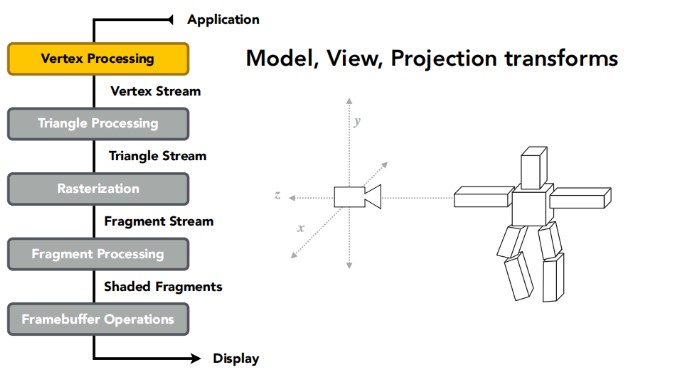 Application
Vertex Processing
Model, View, Projection transforms
Vertex Stream
Triangle Processing
Triangle Stream
Rasterization
Fragment Stream
Fragment Processing
Shaded Fragments
Framebuffer Operations
Display
y
z
x